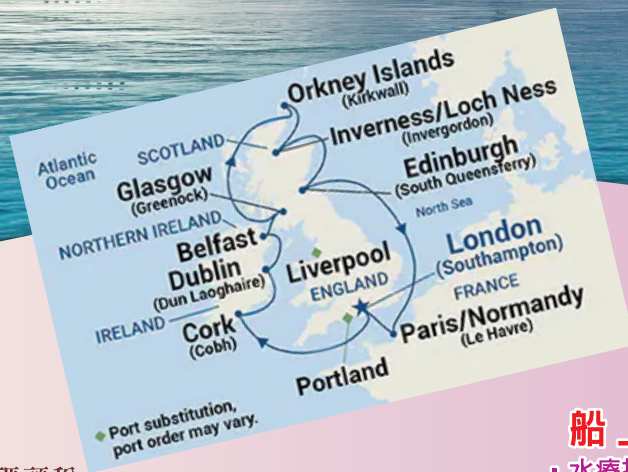 Orkney Islands
(Kirkwall)
Inverness/Loch Ness
(Invergordon)
SCOTLAND
Atlantic
Ocean
Edinburgh
(South Queensferry)
Glasgow
(Greenock)
North Sea
NORTHERN IRELAND
Belfast
London
(Southampton)
Liverpool
Dublin
(Dun Laoghaire)
ENGLAND
FRANCE
IRELAND
Cork
(Cobh)
Paris/Normandy
(Le Havre)
Portland
Port substitution,
port order may vary.
船
水療